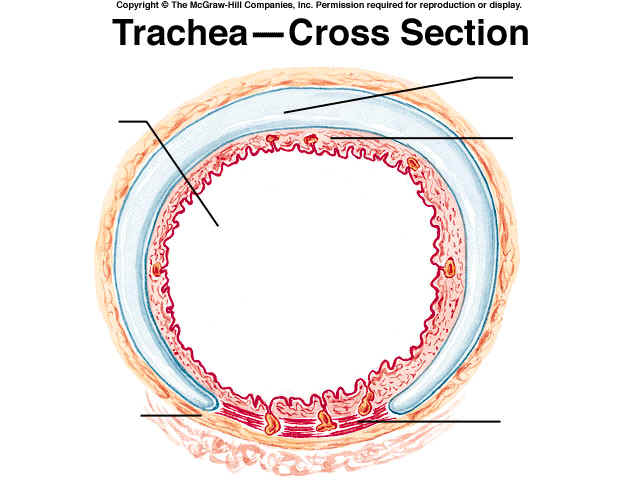 Copyright © The McGraw-Hill Companies, Inc. Permission required for reproduction or display.
Trachea—Cross Section